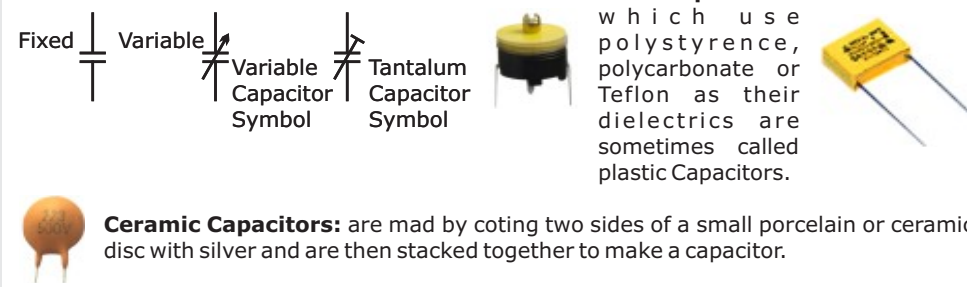 Fixed
Variable
Variable
Capacitor
Symbol
Tantalum
Capacitor
Symbol
which use
polystyrence,
polycarbonate or
Teflon as their
dielectrics are
sometimes called
plastic Capacitors.
Ceramic Capacitors: are mad by coting two sides of a small porcelain or ceramic
disc with silver and are then stacked together to make a capacitor.